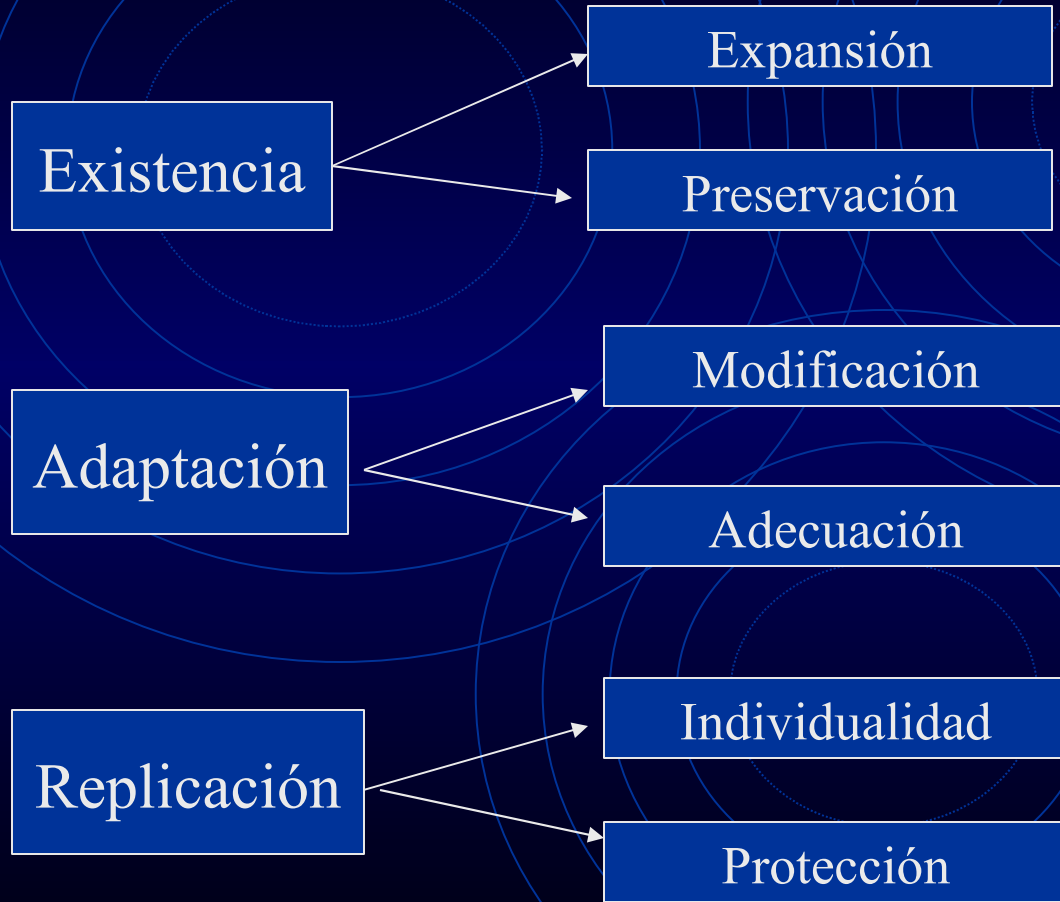 Existencia
Expansión
Preservación
Adaptación
Modificación
Adecuación
Replicación
Individualidad
Protección